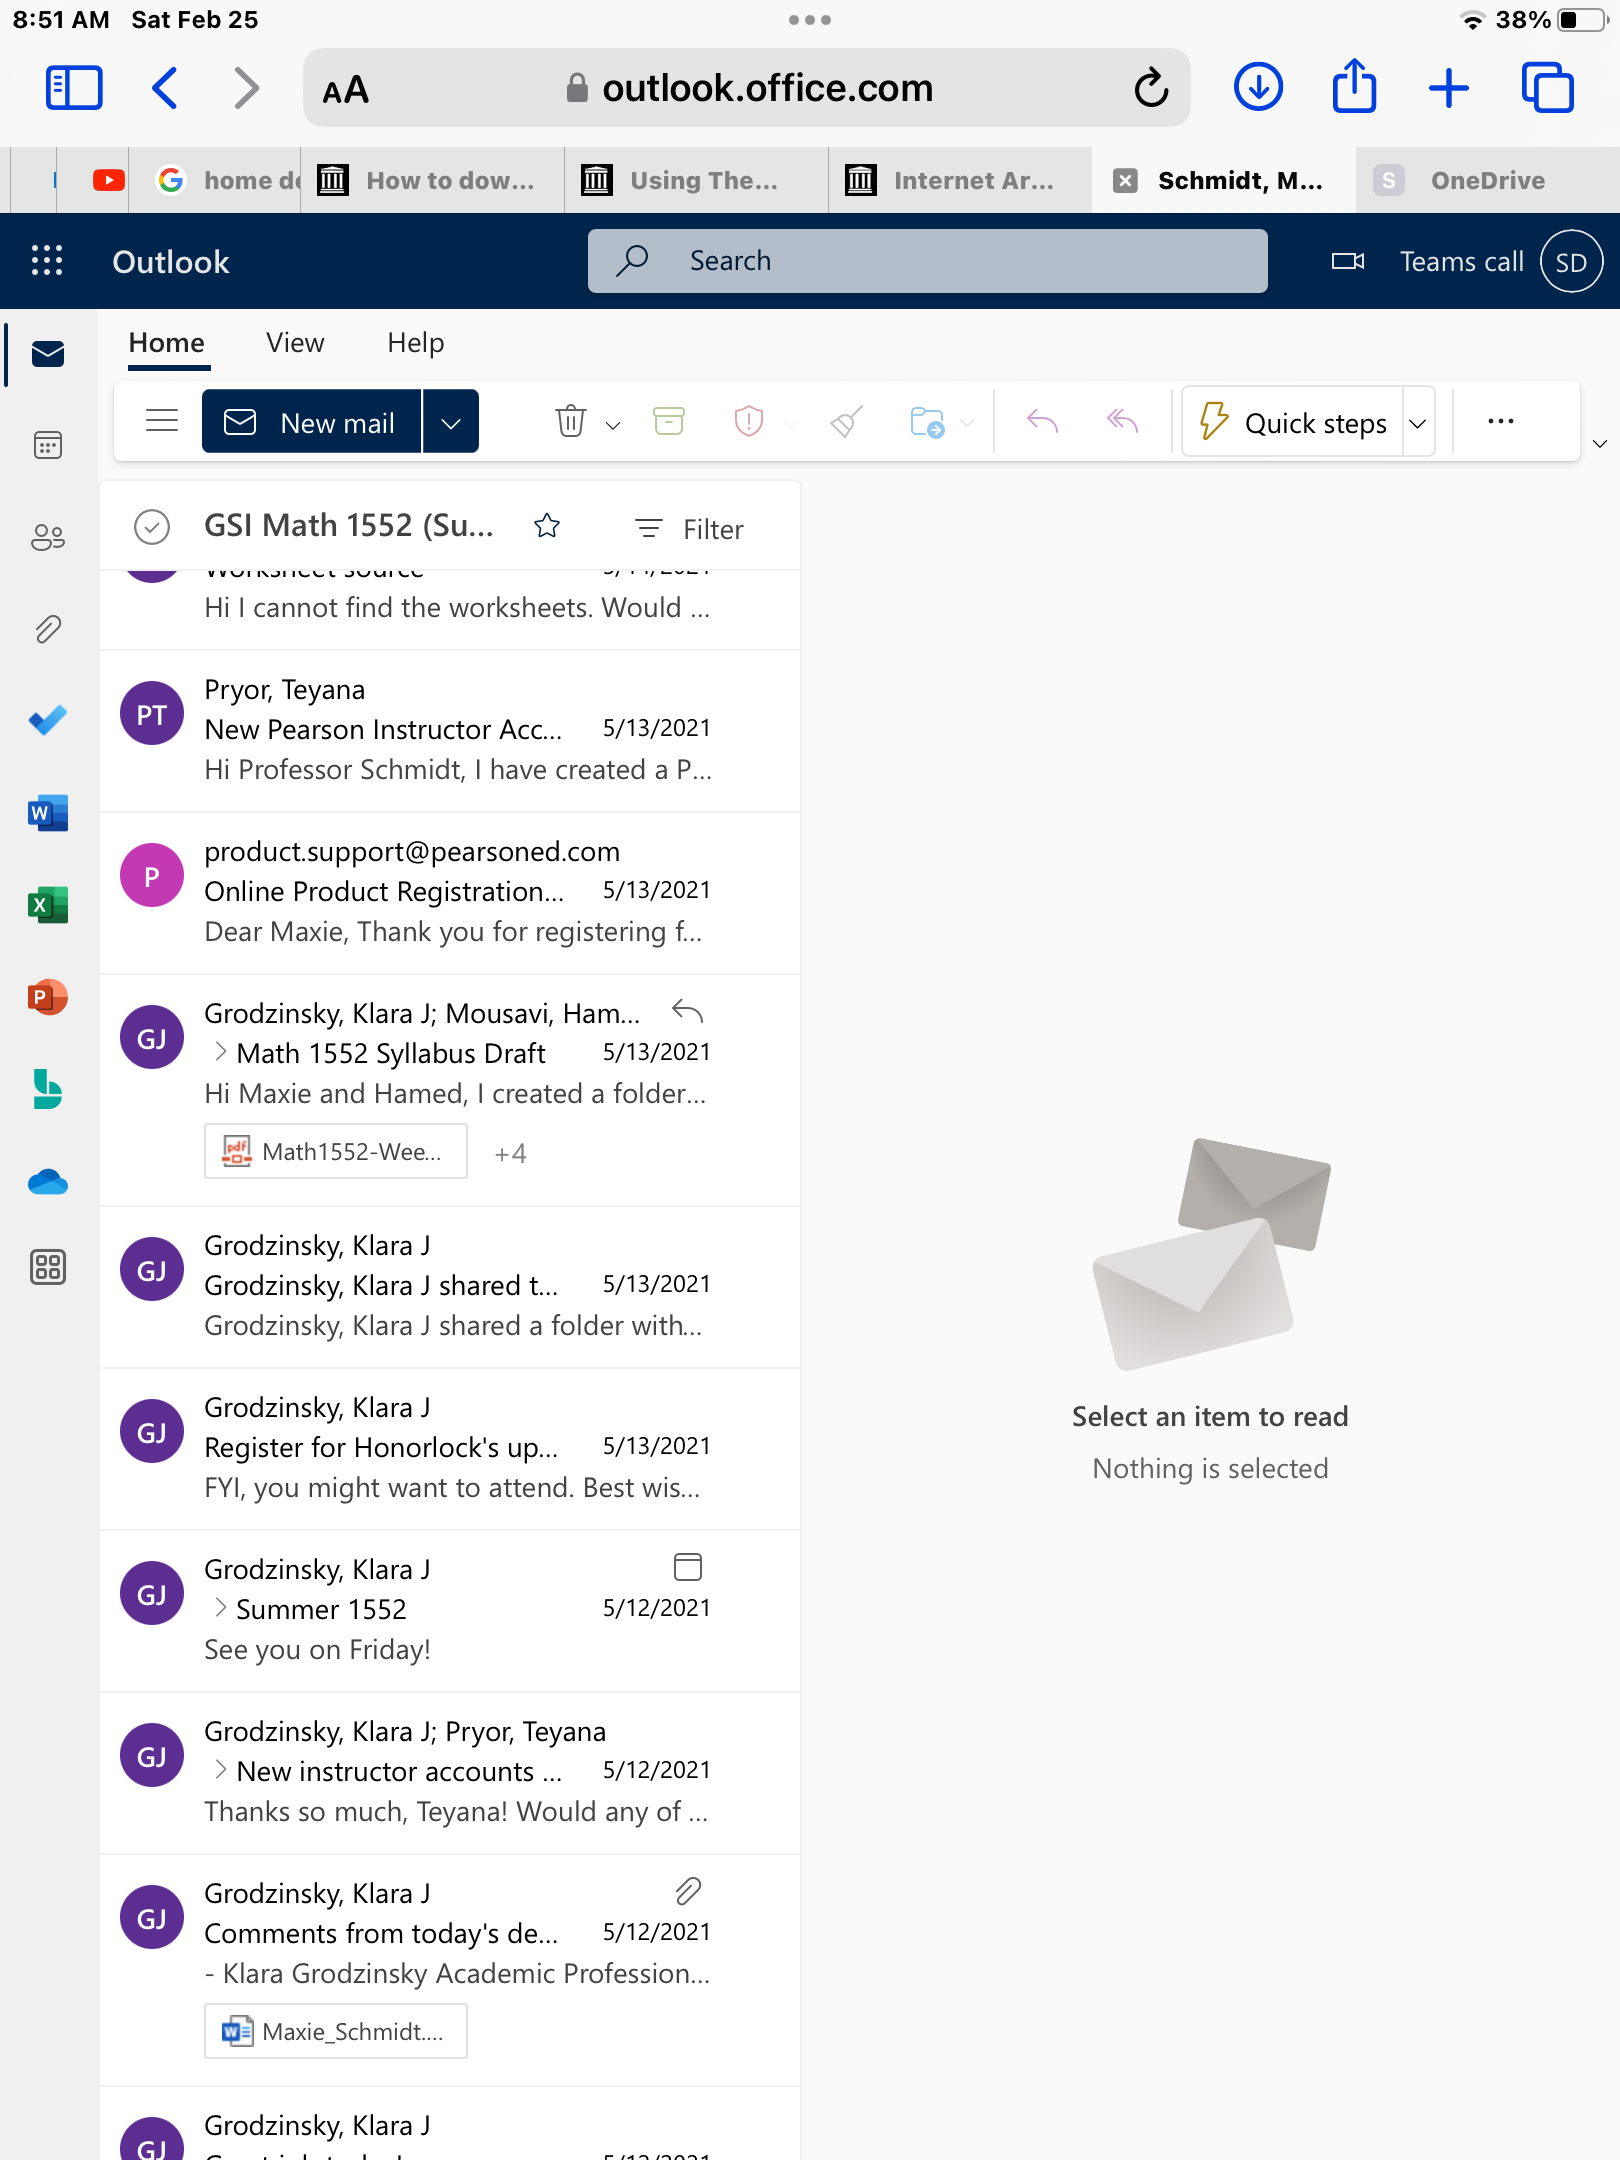 8:51 AM Sat Feb 25
38%
AA
outlook.office.com
home de
How to dow...
Using The...
Internet Ar...
Schmidt, M...
S
OneDrive
Outlook
Search
Teams call
SD
Home
View
Help
New mail
Quick steps
GSI Math 1552 (Su...
Filter
Worksheet source
Hi I cannot find the worksheets. Would ...
PT
Pryor, Teyana
New Pearson Instructor Acc... 5/13/2021
Hi Professor Schmidt, I have created a P...
P
product.support@pearsoned.com
Online Product Registration... 5/13/2021
Dear Maxie, Thank you for registering f...
GJ
Grodzinsky, Klara J; Mousavi, Ham...
Math 1552 Syllabus Draft 5/13/2021
Hi Maxie and Hamed, I created a folder...
pdf
Math1552-Wee... +4
GJ
Grodzinsky, Klara J
Grodzinsky, Klara J shared t... 5/13/2021
Grodzinsky, Klara J shared a folder with...
GJ
Grodzinsky, Klara J
Register for Honorlock's up... 5/13/2021
FYI, you might want to attend. Best wis...
GJ
Grodzinsky, Klara J
Summer 1552 5/12/2021
See you on Friday!
GJ
Grodzinsky, Klara J; Pryor, Teyana
New instructor accounts ... 5/12/2021
Thanks so much, Teyana! Would any of ...
GJ
Grodzinsky, Klara J
Comments from today's de... 5/12/2021
- Klara Grodzinsky Academic Profession...
W
Maxie_Schmidt....
GJ
Grodzinsky, Klara J
W
X
P
Select an item to read
Nothing is selected